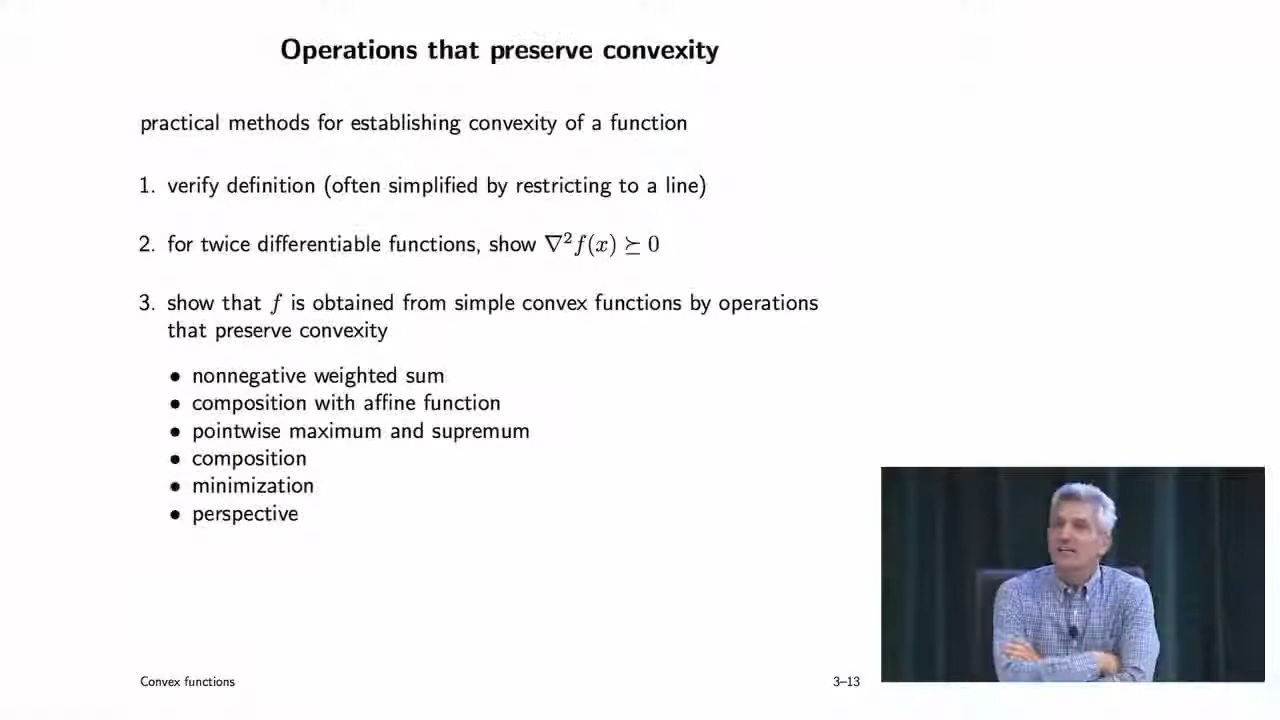 Operations that preserve convexity
practical methods for establishing convexity of a function
1. verify definition (often simplified by restricting to a line)
2. for twice differentiable functions, show ∇²f(x) ⪰ 0
3. show that f is obtained from simple convex functions by operations
that preserve convexity
• nonnegative weighted sum
• composition with affine function
• pointwise maximum and supremum
• composition
• minimization
• perspective
Convex functions
3–13